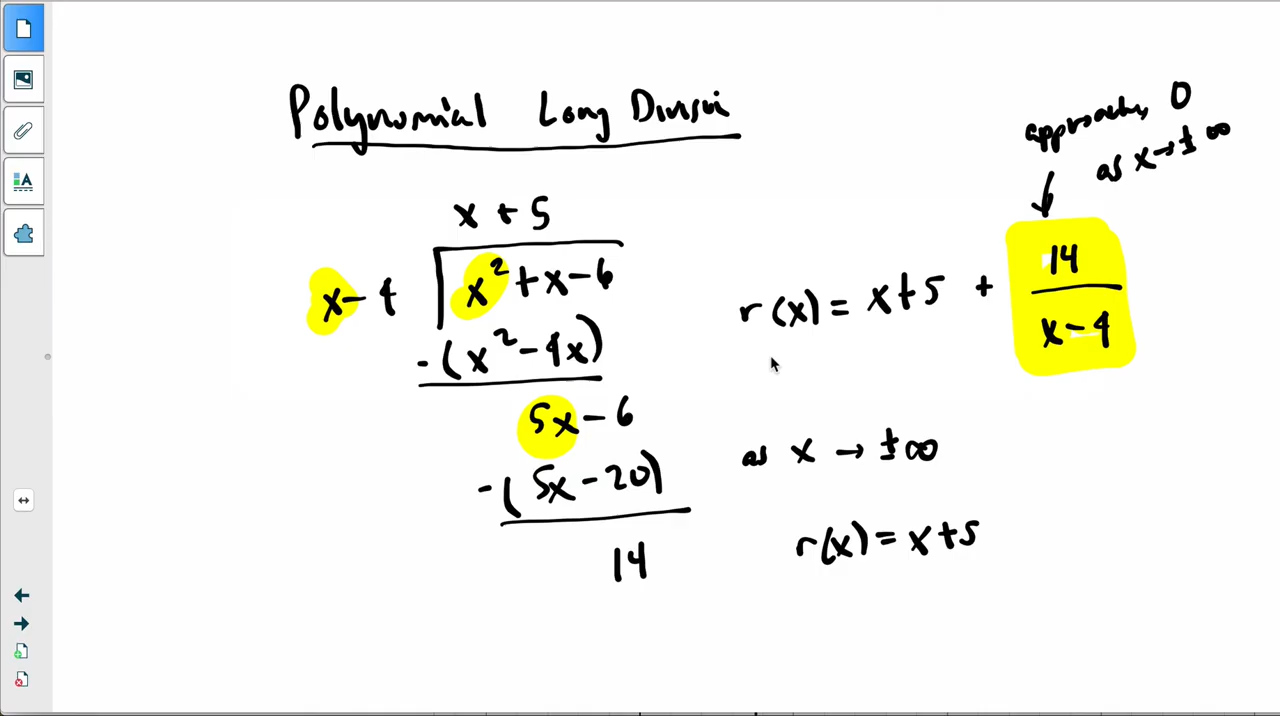 Polynomial Long Divisin
x + 5
x - 4 x² + x - 6
- ( x² - 4x )
5x - 6
- ( 5x - 20 )
14
approaches 0
as x → ± ∞
r(x) = x + 5 + 14 / x - 4
as x → ± ∞
r(x) = x + 5